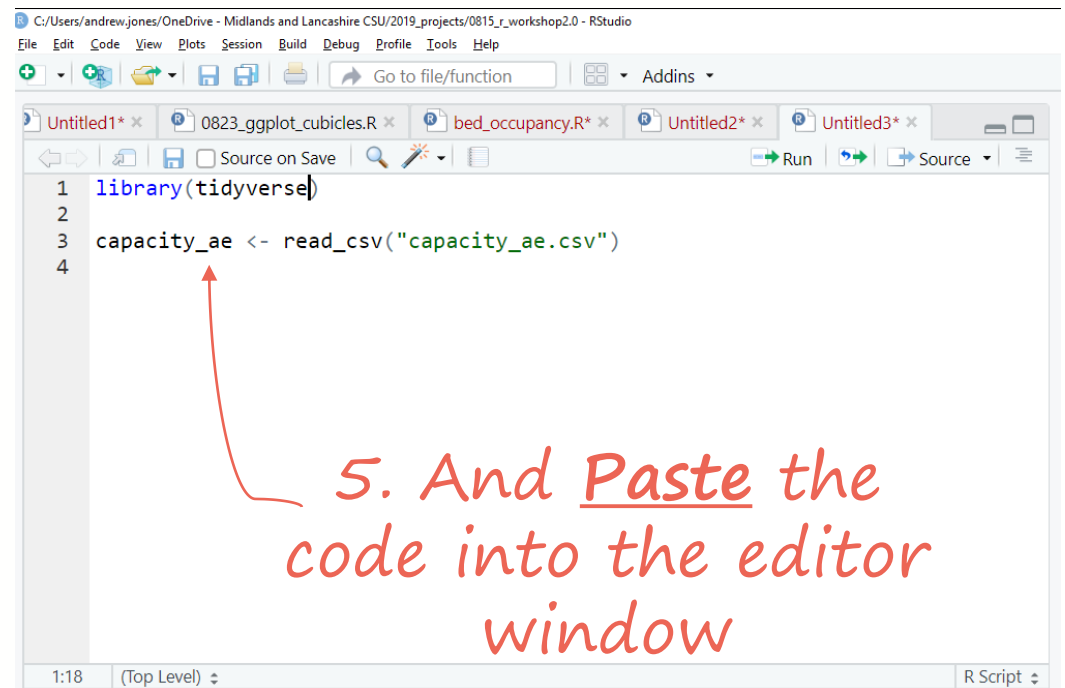 C:/Users/andrew.jones/OneDrive - Midlands and Lancashire CSU/2019_projects/0815_r_workshop2.0 - RStudio
File Edit Code View Plots Session Build Debug Profile Tools Help
Go to file/function Addins
Untitled1* 0823_ggplot_cubicles.R bed_occupancy.R* Untitled2* Untitled3*
Source on Save Run Source
1 library(tidyverse)
2
3 capacity_ae <- read_csv("capacity_ae.csv")
4
5. And Paste the
code into the editor
window
1:18 (Top Level) R Script